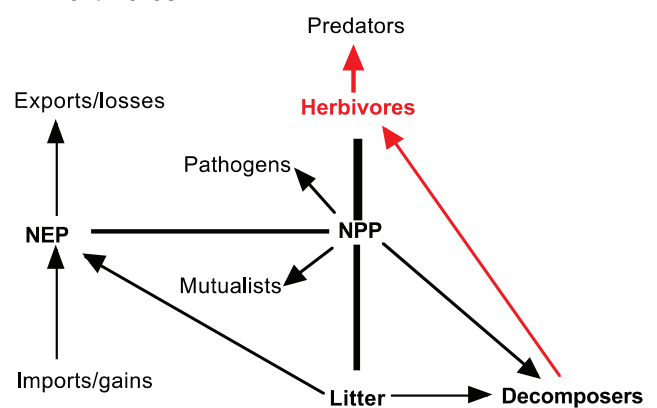 Predators
Exports/losses
Herbivores
Pathogens
NEP
NPP
Mutualists
Imports/gains
Litter
Decomposers